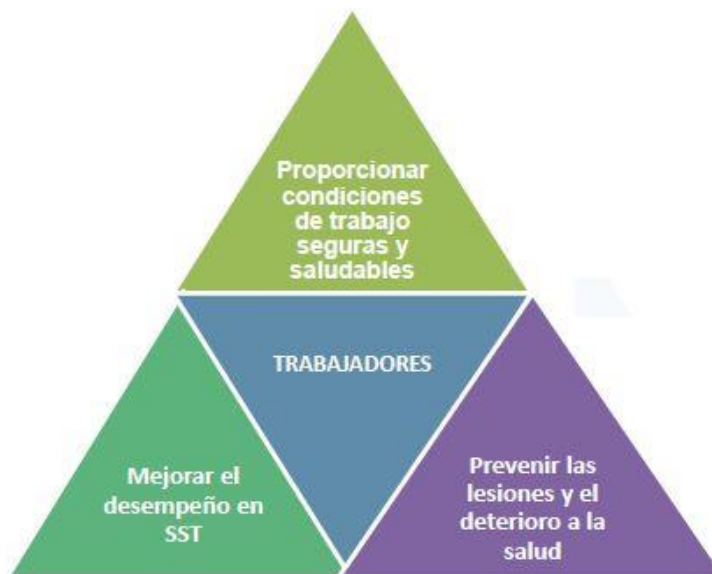 Proporcionar
condiciones
de trabajo
seguras y
saludables
TRABAJADORES
Mejorar el
desempeño en
SST
Prevenir las
lesiones y el
deterioro a la
salud